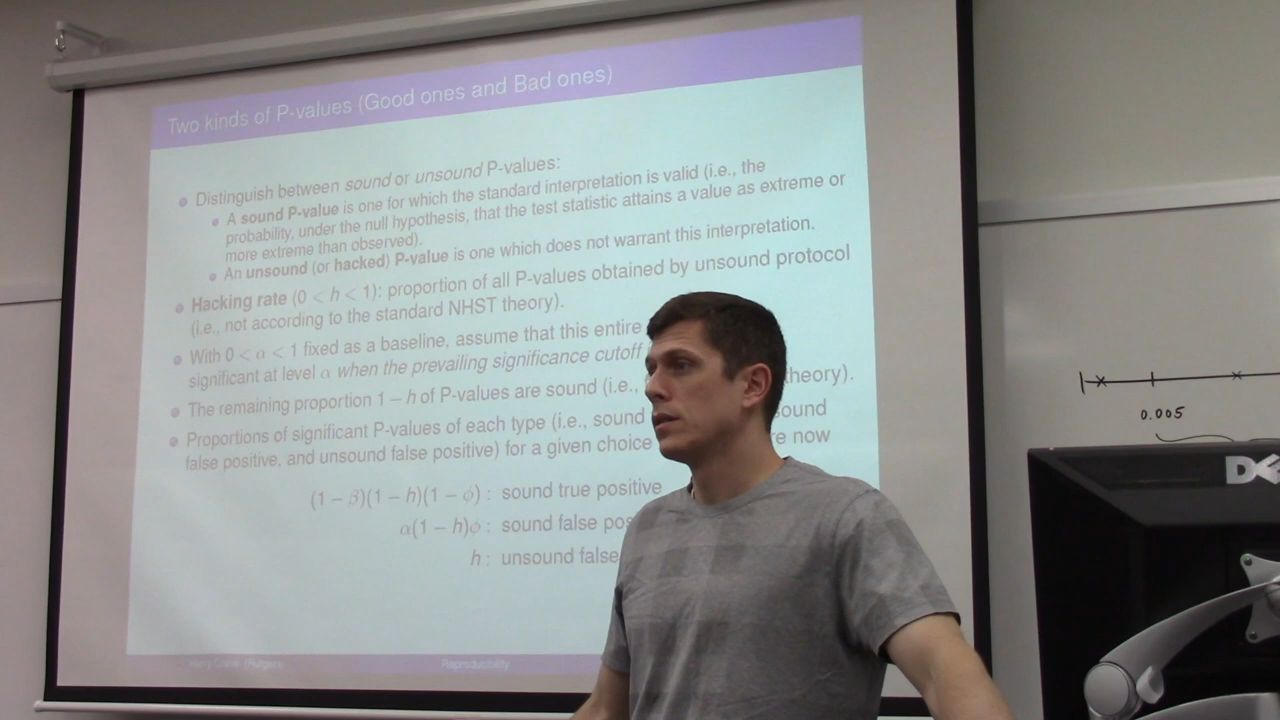 Two kinds of P-values (Good ones and Bad ones)
Distinguish between sound or unsound P-values:
A sound P-value is one for which the standard interpretation is valid (i.e., the
probability, under the null hypothesis, that the test statistic attains a value as extreme or
more extreme than observed).
An unsound (or hacked) P-value is one which does not warrant this interpretation.
Hacking rate (0 < h < 1): proportion of all P-values obtained by unsound protocol
(i.e., not according to the standard NHST theory).
With 0 < α < 1 fixed as a baseline, assume that this entire
significant at level α when the prevailing significance cutoff
The remaining proportion 1 − h of P-values are sound (i.e., theory).
Proportions of significant P-values of each type (i.e., sound sound
false positive, and unsound false positive) for a given choice now
(1 − β)(1 − h)(1 − ϕ) : sound true positive
α(1 − h)ϕ : sound false
h : unsound false
Reproducibility
0.005